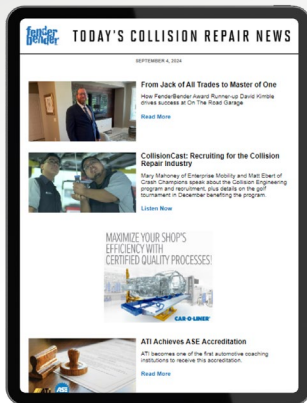 fender
bender
TODAY'S COLLISION REPAIR NEWS
SEPTEMBER 4, 2024
From Jack of All Trades to Master of One
How FenderBender Award Runner-up David Kimble
drives success at On The Road Garage
Read More
CollisionCast: Recruiting for the Collision
Repair Industry
Mary Mahoney of Enterprise Mobility and Matt Ebert of
Crash Champions speak about the Collision Engineering
program and recruitment, plus details on the golf
tournament in December benefiting the program.
Listen Now
MAXIMIZE YOUR SHOP'S
EFFICIENCY WITH
CERTIFIED QUALITY PROCESSES!
CAR-O-LINER
ATI Achieves ASE Accreditation
ATI becomes one of the first automotive coaching
institutions to receive this accreditation.
Read More
ASE